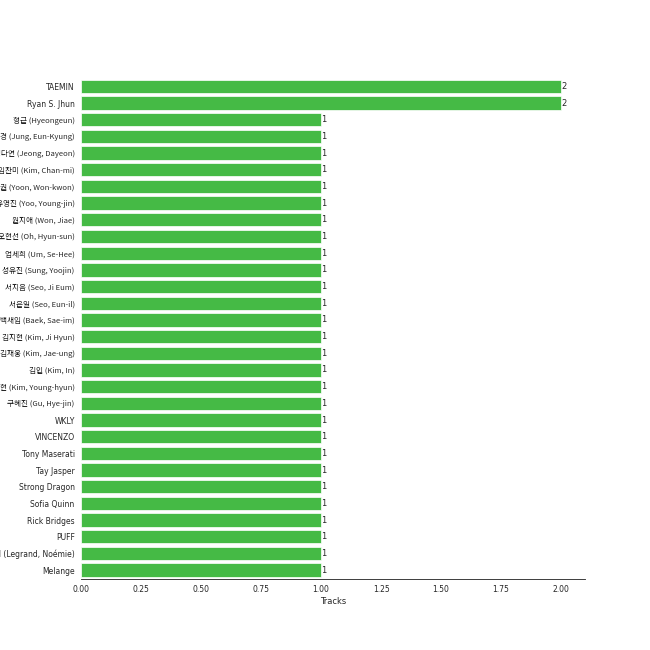 TAEMIN 2
Ryan S. Jhun 2
형근 (Hyeongeun) 1
경 (Jung, Eun-Kyung) 1
다연 (Jeong, Dayeon) 1
김찬미 (Kim, Chan-mi) 1
권 (Yoon, Won-kwon) 1
유영진 (Yoo, Young-jin) 1
원지애 (Won, Jiae) 1
오현선 (Oh, Hyun-sun) 1
엄세희 (Um, Se-Hee) 1
성유진 (Sung, Yoojin) 1
서지음 (Seo, Ji Eum) 1
서은일 (Seo, Eun-il) 1
백새임 (Baek, Sae-im) 1
김지현 (Kim, Ji Hyun) 1
김재웅 (Kim, Jae-ung) 1
김인 (Kim, In) 1
현 (Kim, Young-hyun) 1
구혜진 (Gu, Hye-jin) 1
WKLY 1
VINCENZO 1
Tony Maserati 1
Tay Jasper 1
Strong Dragon 1
Sofia Quinn 1
Rick Bridges 1
PUFF 1
(Legrand, Noémie) 1
Melange 1
0.00 0.25 0.50 0.75 1.00 1.25 1.50 1.75 2.00
Tracks